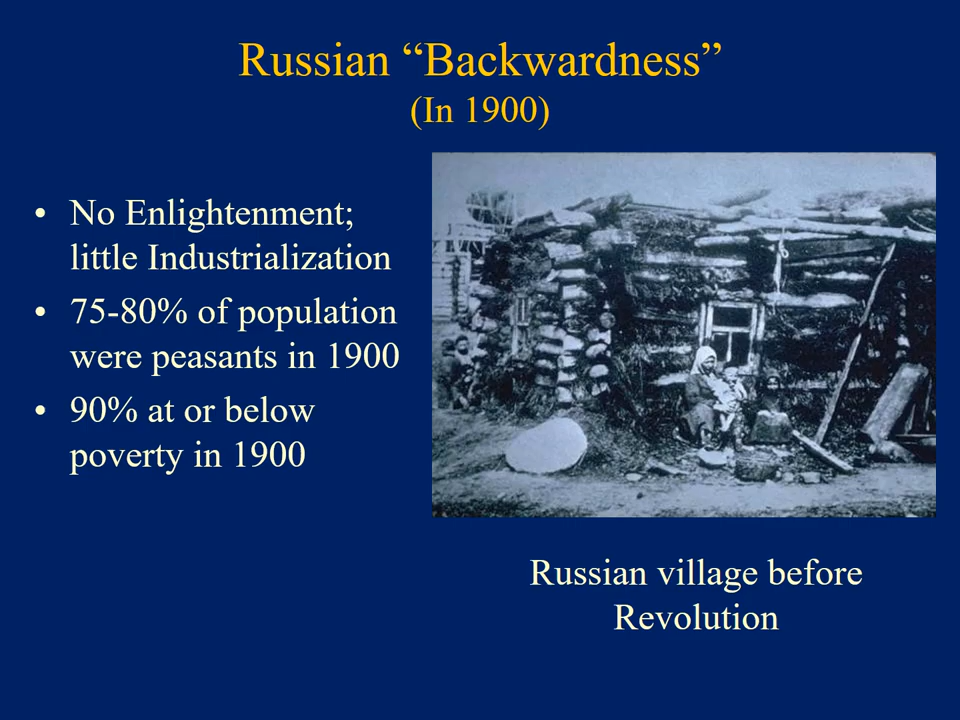 Russian “Backwardness”
(In 1900)
• No Enlightenment;
little Industrialization
• 75-80% of population
were peasants in 1900
• 90% at or below
poverty in 1900
Russian village before
Revolution